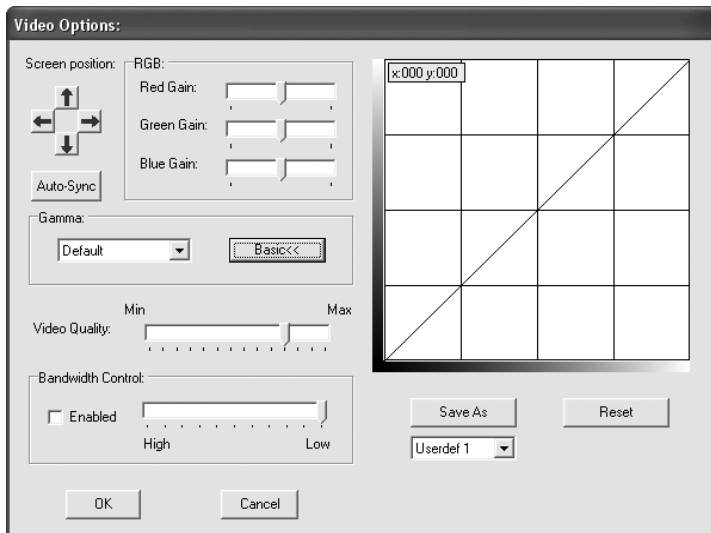 Video Options:
Screen position:
Auto-Sync
RGB:
Red Gain:
Green Gain:
Blue Gain:
Gamma:
Default
Basic<<
Min Max
Video Quality:
Bandwidth Control:
Enabled
High Low
OK Cancel
x:000 y:000
Save As Reset
Userdef 1